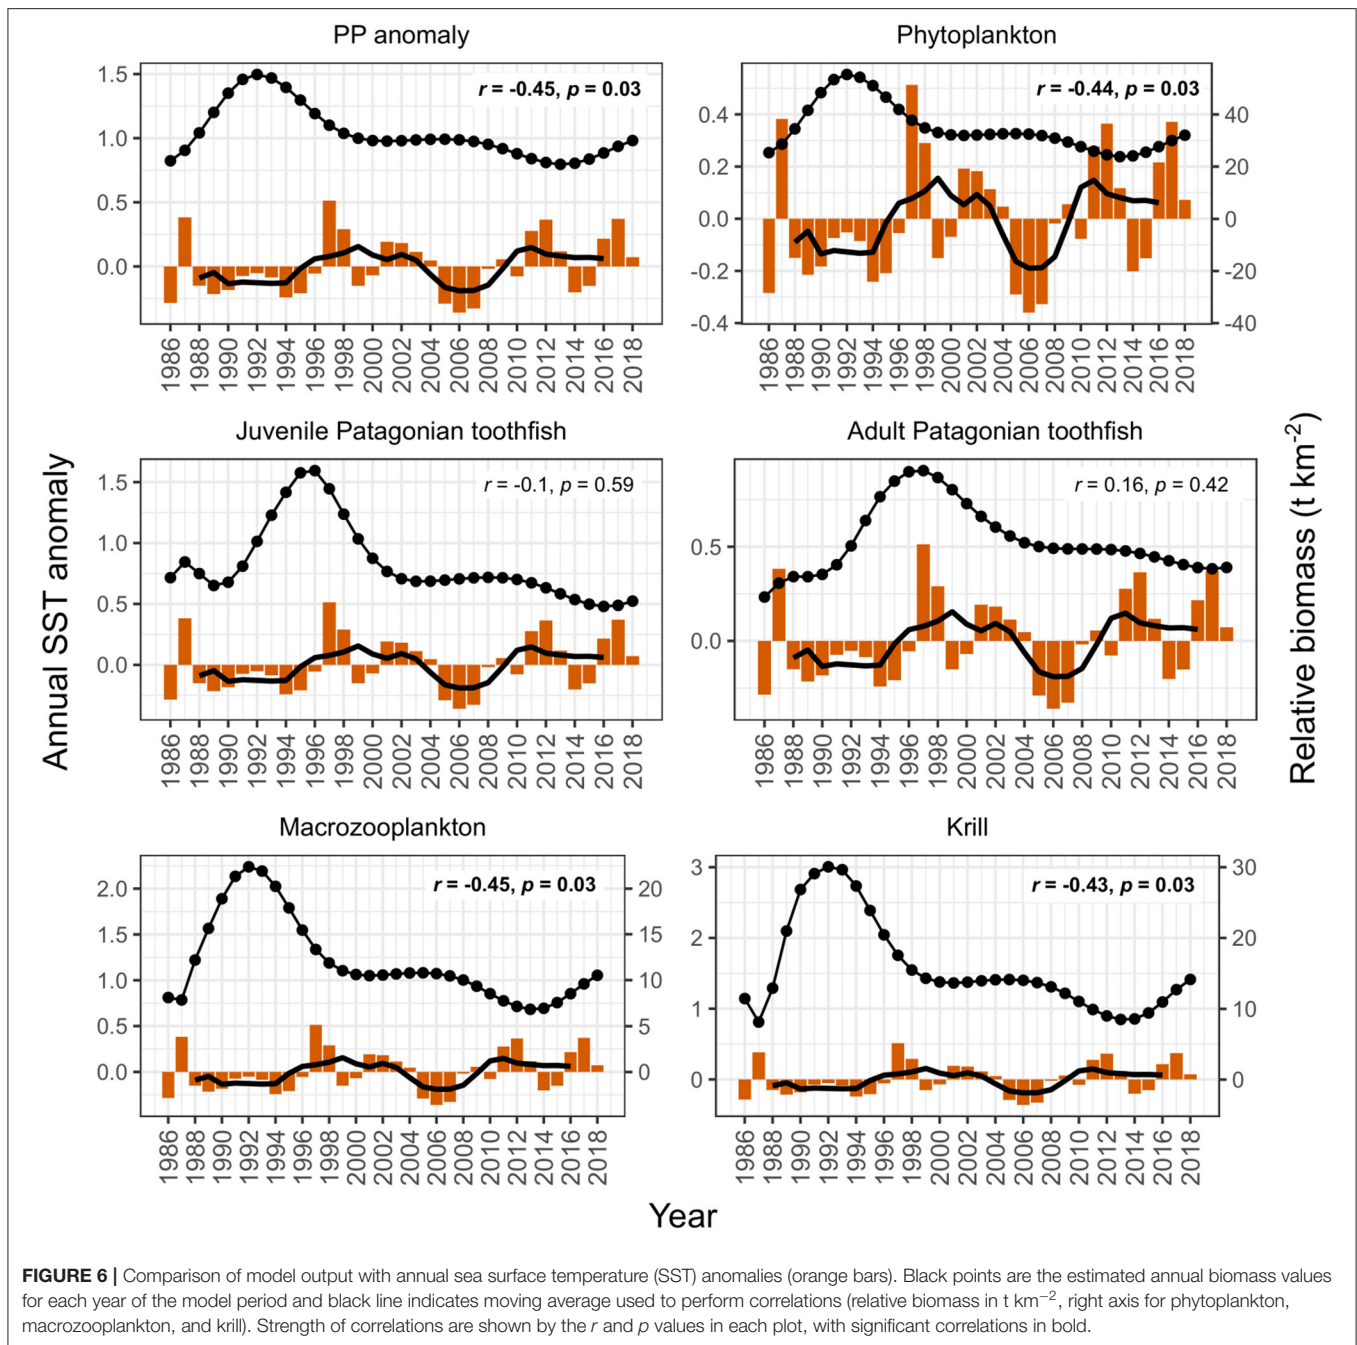 PP anomaly
1.5
1.0
0.5
0.0
r = -0.45, p = 0.03
1986 1988 1990 1992 1994 1996 1998 2000 2002 2004 2006 2008 2010 2012 2014 2016 2018
Phytoplankton
0.4
0.2
0.0
-0.2
-0.4
r = -0.44, p = 0.03
40
20
0
-20
-40
1986 1988 1990 1992 1994 1996 1998 2000 2002 2004 2006 2008 2010 2012 2014 2016 2018
Annual SST anomaly
Juvenile Patagonian toothfish
1.5
1.0
0.5
0.0
r = -0.1, p = 0.59
1986 1988 1990 1992 1994 1996 1998 2000 2002 2004 2006 2008 2010 2012 2014 2016 2018
Adult Patagonian toothfish
0.5
0.0
r = 0.16, p = 0.42
1986 1988 1990 1992 1994 1996 1998 2000 2002 2004 2006 2008 2010 2012 2014 2016 2018
Relative biomass (t km⁻²)
Macrozooplankton
2.0
1.5
1.0
0.5
0.0
r = -0.45, p = 0.03
20
15
10
5
0
1986 1988 1990 1992 1994 1996 1998 2000 2002 2004 2006 2008 2010 2012 2014 2016 2018
Krill
3
2
1
0
r = -0.43, p = 0.03
30
20
10
0
1986 1988 1990 1992 1994 1996 1998 2000 2002 2004 2006 2008 2010 2012 2014 2016 2018
Year
FIGURE 6 | Comparison of model output with annual sea surface temperature (SST) anomalies (orange bars). Black points are the estimated annual biomass values
for each year of the model period and black line indicates moving average used to perform correlations (relative biomass in t km⁻², right axis for phytoplankton,
macrozooplankton, and krill). Strength of correlations are shown by the r and p values in each plot, with significant correlations in bold.